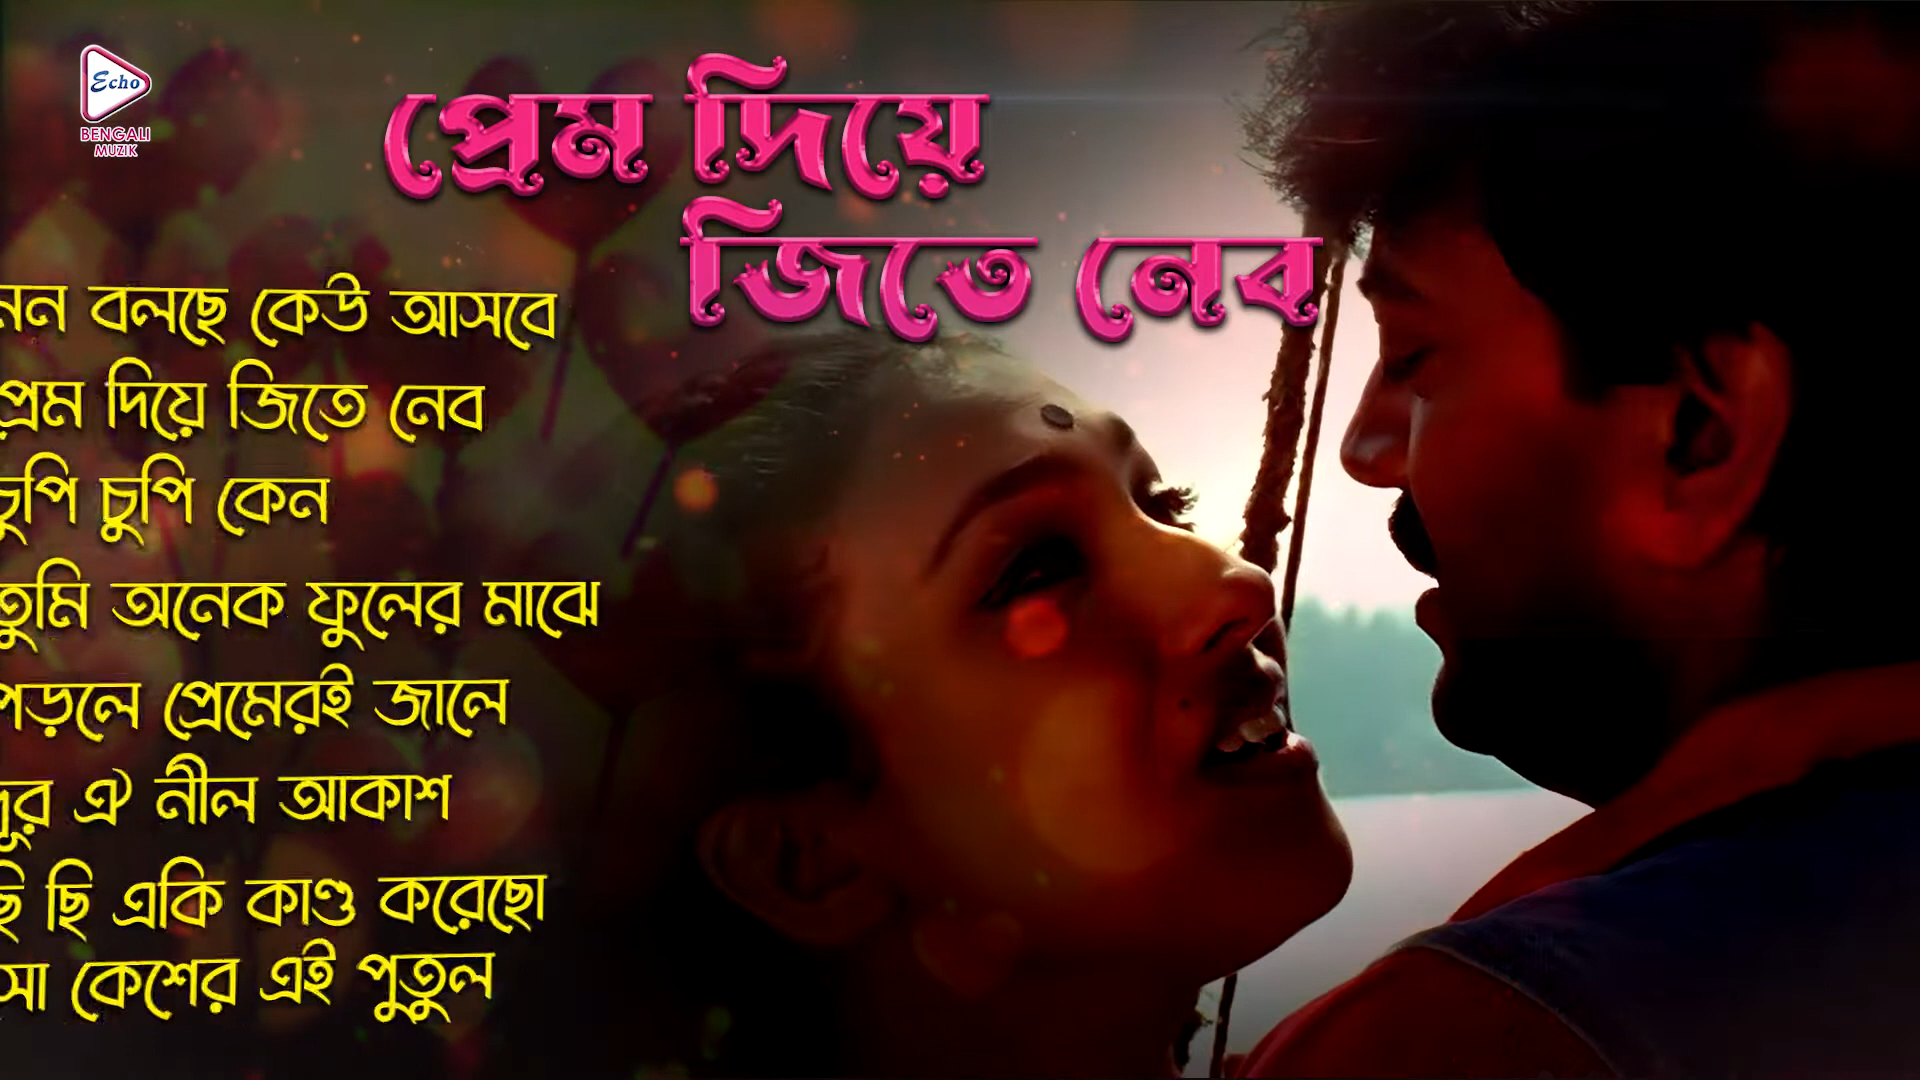 Echo
BENGALI
MUZIK
প্রেম দিয়ে
জিতে নেব
মন বলছে কেউ আসবে
প্রেম দিয়ে জিতে নেব
চুপি চুপি কেন
তুমি অনেক ফুলের মাঝে
পড়লে প্রেমেরই জালে
দূর ঐ নীল আকাশ
ছি ছি একি কাণ্ড করেছো
কেশের এই পুতুল